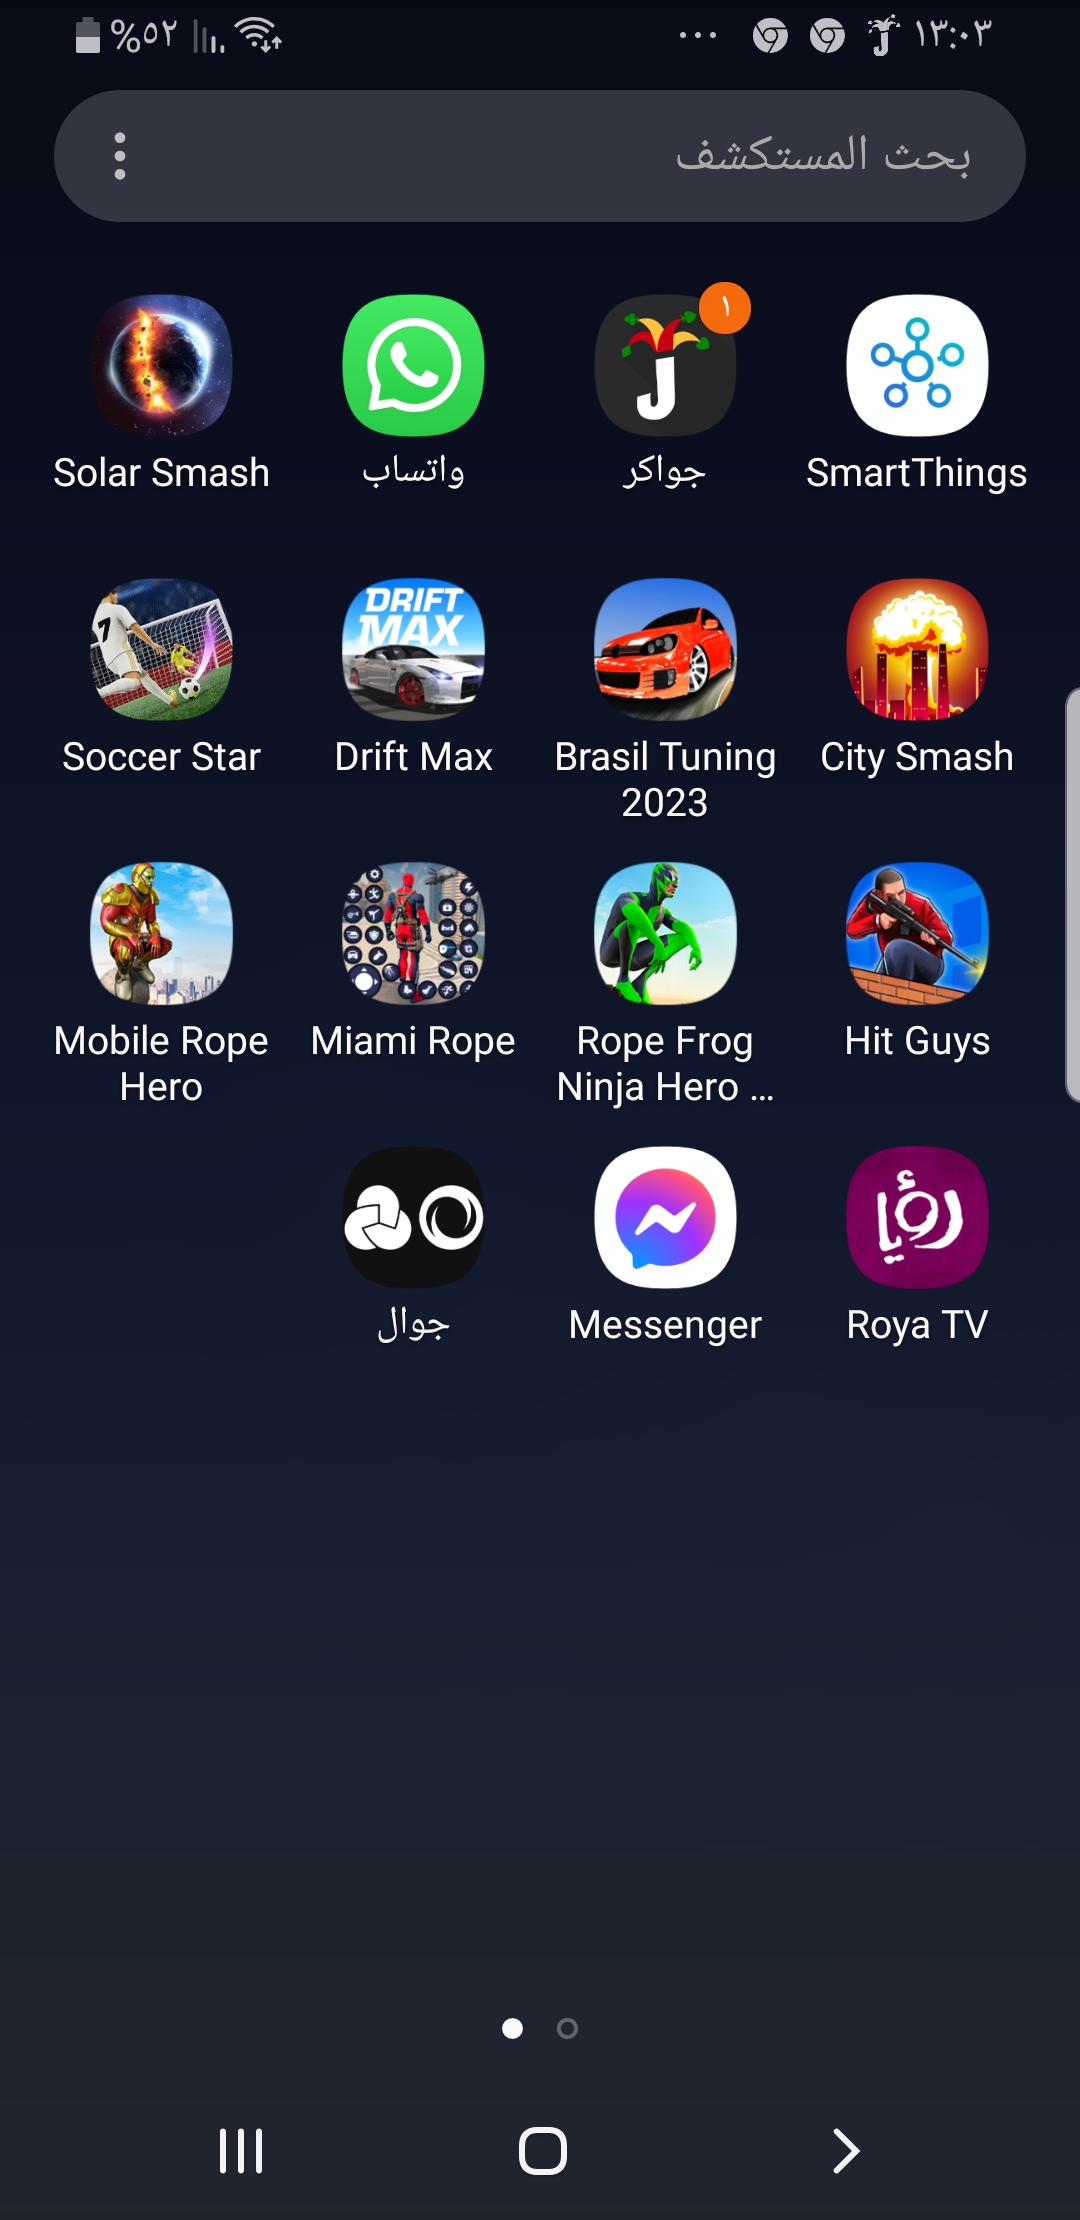 %٥٢
١٣:٠٣
بحث المستكشف
١
Solar Smash
واتساب
جواكر
SmartThings
7
DRIFT
MAX
Soccer Star
Drift Max
Brasil Tuning
2023
City Smash
Mobile Rope
Hero
Miami Rope
Rope Frog
Ninja Hero ...
Hit Guys
رؤيا
جوال
Messenger
Roya TV